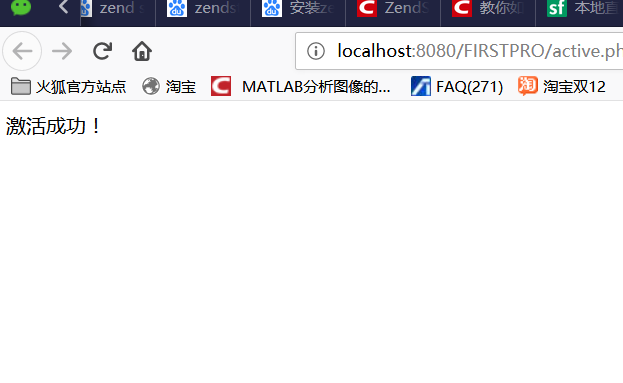 zend s
zends
安装ze
ZendS
教你如
本地直
localhost:8080/FIRSTPRO/active.ph
火狐官方站点
淘宝
MATLAB分析图像的...
FAQ(271)
淘宝双12
激活成功！